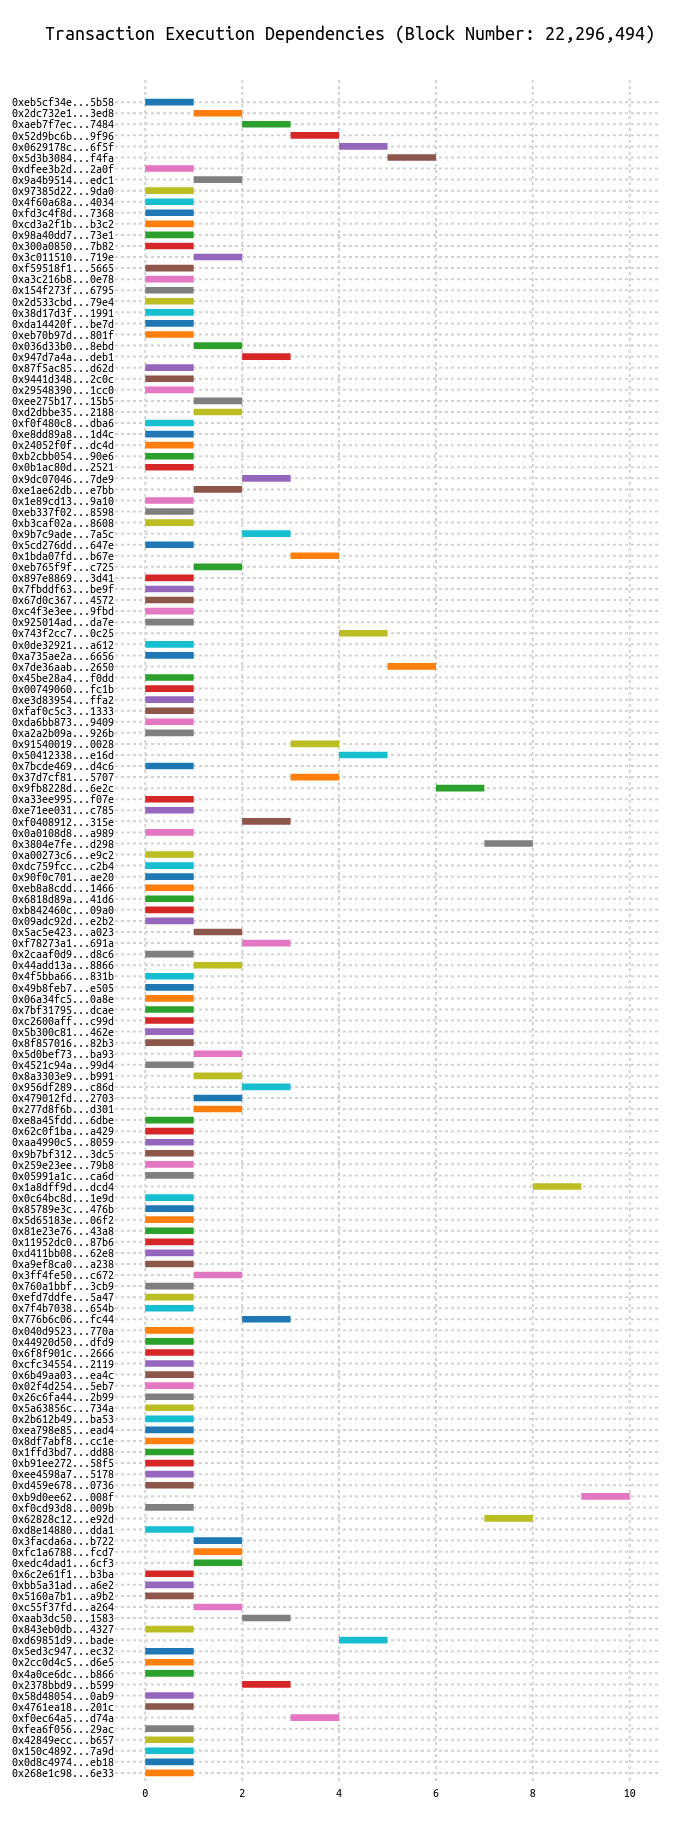 Transaction Execution Dependencies (Block Number: 22,296,494)
0xeb5cf34e...5b58
0x2dc732e1...3ed8
0xaeb7f7ec...7484
0x52d9bc6b...9f96
0x0629178c...6f5f
0x5d3b3084...f4fa
0xdfee3b2d...2a0f
0x9a4b9514...edc1
0x97385d22...9da0
0x4f60a68a...4034
0xfd3c4f8d...7368
0xcd3a2f1b...b3c2
0x98a40dd7...73e1
0x300a0850...7b82
0x3c011510...719e
0xf59518f1...5665
0xa3c216b8...0e78
0x154f273f...6795
0x2d533cbd...79e4
0x38d17d3f...1991
0xda14420f...be7d
0xeb70b97d...801f
0x036d33b0...8ebd
0x947d7a4a...deb1
0x87f5ac85...d62d
0x9441d348...2c0c
0x29548390...1cc0
0xee275b17...15b5
0xd2dbbe35...2188
0xf0f480c8...dba6
0xe8dd89a8...1d4c
0x24052f0f...dc4d
0xb2cbb054...90e6
0x0b1ac80d...2521
0x9dc07046...7de9
0xe1ae62db...e7bb
0x1e89cd13...9a10
0xeb337f02...8598
0xb3caf02a...8608
0x9b7c9ade...7a5c
0x5cd276dd...647e
0x1bda07fd...b67e
0xeb765f9f...c725
0x897e8869...3d41
0x7fbddf63...be9f
0x67d0c367...4572
0xc4f3e3ee...9fbd
0x925014ad...da7e
0x743f2cc7...0c25
0x0de32921...a612
0xa735ae2a...6656
0x7de36aab...2650
0x45be28a4...f0dd
0x00749060...fc1b
0xe3d83954...ffa2
0xfaf0c5c3...1333
0xda6bb873...9409
0xa2a2b09a...926b
0x91540019...0028
0x50412338...e16d
0x7bcde469...d4c6
0x37d7cf81...5707
0x9fb8228d...6e2c
0xa33ee995...f07e
0xe71ee031...c785
0xf0408912...315e
0x0a0108d8...a989
0x3804e7fe...d298
0xa00273c6...e9c2
0xdc759fcc...c2b4
0x90f0c701...ae20
0xeb8a8cdd...1466
0x6818d89a...41d6
0xb842460c...09a0
0x09adc92d...e2b2
0x5ac5e423...a023
0xf78273a1...691a
0x2caaf0d9...d8c6
0x44add13a...8866
0x4f5bba66...831b
0x49b8feb7...e505
0x06a34fc5...0a8e
0x7bf31795...dcae
0xc2600aff...c99d
0x5b300c81...462e
0x8f857016...82b3
0x5d0bef73...ba93
0x4521c94a...99d4
0x8a3303e9...b991
0x956df289...c86d
0x479012fd...2703
0x277d8f6b...d301
0xe8a45fdd...6dbe
0x62c0f1ba...a429
0xaa4990c5...8059
0x9b7bf312...3dc5
0x259e23ee...79b8
0x05991a1c...ca6d
0x1a8dff9d...dcd4
0x0c64bc8d...1e9d
0x85789e3c...476b
0x5d65183e...06f2
0x81e23e76...43a8
0x11952dc0...87b6
0xd411bb08...62e8
0xa9ef8ca0...a238
0x3ff4fe50...c672
0x760a1bbf...3cb9
0xefd7ddfe...5a47
0x7f4b7038...654b
0x776b6c06...fc44
0x040d9523...770a
0x44920d50...dfd9
0x6f8f901c...2666
0xcfc34554...2119
0x6b49aa03...ea4c
0x02f4d254...5eb7
0x26c6fa44...2b99
0x5a63856c...734a
0x2b612b49...ba53
0xea798e85...ead4
0x8df7abf8...cc1e
0x1ffd3bd7...dd88
0xb91ee272...58f5
0xee4598a7...5178
0xd459e678...0736
0xb9d0ee62...008f
0xf0cd93d8...009b
0x62828c12...e92d
0xd8e14880...dda1
0x3facda6a...b722
0xfc1a6788...fcd7
0xedc4dad1...6cf3
0x6c2e61f1...b3ba
0xbb5a31ad...a6e2
0x5160a7b1...a9b2
0xc55f37fd...a264
0xaab3dc50...1583
0x843eb0db...4327
0xd69851d9...bade
0x5ed3c947...ec32
0x2cc0d4c5...d6e5
0x4a0ce6dc...b866
0x2378bbd9...b599
0x58d48054...0ab9
0x4761ea18...201c
0xf0ec64a5...d74a
0xfea6f056...29ac
0x42849ecc...b657
0x150c4892...7a9d
0x0d8c4974...eb18
0x268e1c98...6e33
0 2 4 6 8 10